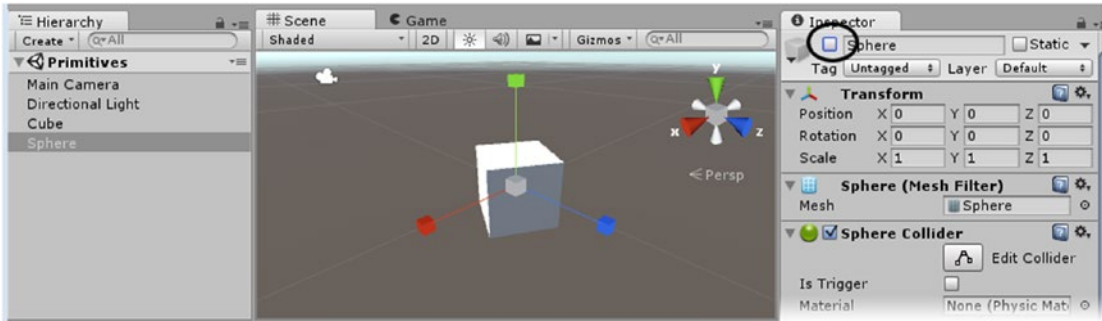 Hierarchy
Create
All
Primitives
Main Camera
Directional Light
Cube
Sphere
Scene
Game
Shaded
2D
Gizmos
All
y
x
z
Persp
Inspector
Sphere
Static
Tag Untagged
Layer Default
Transform
Position X 0 Y 0 Z 0
Rotation X 0 Y 0 Z 0
Scale X 1 Y 1 Z 1
Sphere (Mesh Filter)
Mesh Sphere
Sphere Collider
Edit Collider
Is Trigger
Material None (Physic Mat